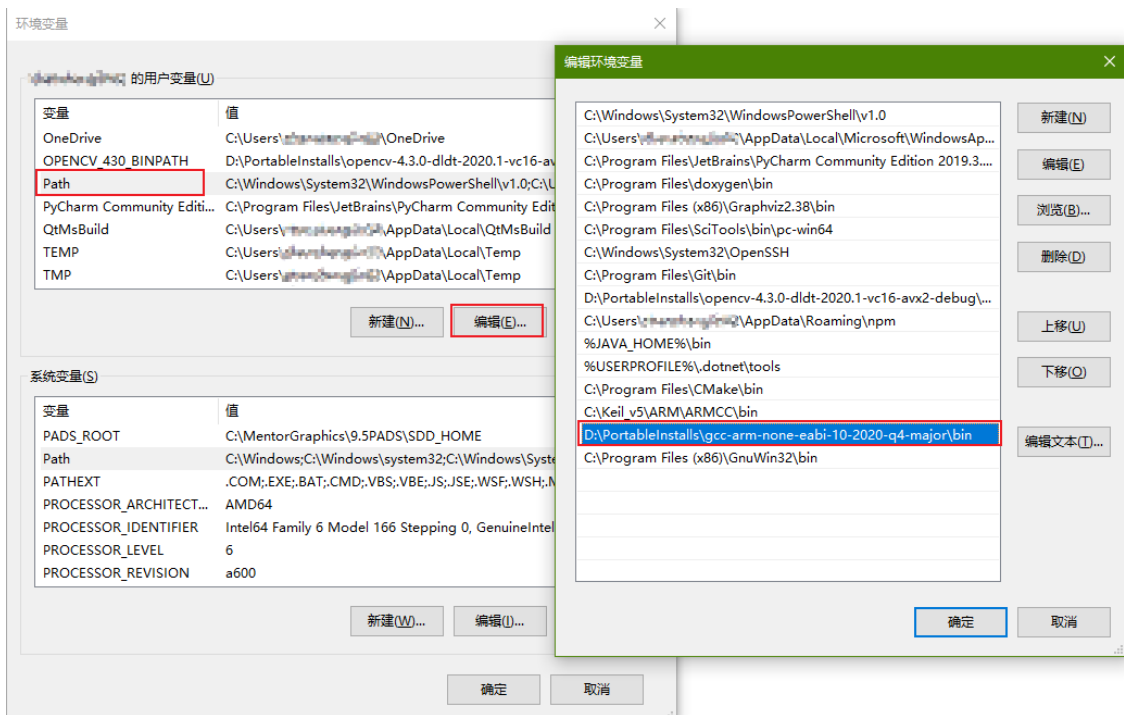 环境变量
的用户变量(U)
变量 值
OneDrive C:\Users\ \OneDrive
OPENCV_430_BINPATH D:\PortableInstalls\opencv-4.3.0-dldt-2020.1-vc16-av
Path C:\Windows\System32\WindowsPowerShell\v1.0;C:\U
PyCharm Community Editi... C:\Program Files\JetBrains\PyCharm Community Edit
QtMsBuild C:\Users\ \AppData\Local\QtMsBuild
TEMP C:\Users\ \AppData\Local\Temp
TMP C:\Users\ \AppData\Local\Temp
新建(N)... 编辑(E)...
系统变量(S)
变量 值
PADS_ROOT C:\MentorGraphics\9.5PADS\SDD_HOME
Path C:\Windows;C:\Windows\system32;C:\Windows\Syste
PATHEXT .COM;.EXE;.BAT;.CMD;.VBS;.VBE;.JS;.JSE;.WSF;.WSH;.M
PROCESSOR_ARCHITECT... AMD64
PROCESSOR_IDENTIFIER Intel64 Family 6 Model 166 Stepping 0, GenuineIntel
PROCESSOR_LEVEL 6
PROCESSOR_REVISION a600
新建(W)... 编辑(I)...
确定 取消
编辑环境变量
C:\Windows\System32\WindowsPowerShell\v1.0
C:\Users\ \AppData\Local\Microsoft\WindowsAp...
C:\Program Files\JetBrains\PyCharm Community Edition 2019.3....
C:\Program Files\doxygen\bin
C:\Program Files (x86)\Graphviz2.38\bin
C:\Program Files\SciTools\bin\pc-win64
C:\Windows\System32\OpenSSH
C:\Program Files\Git\bin
D:\PortableInstalls\opencv-4.3.0-dldt-2020.1-vc16-avx2-debug\...
C:\Users\ \AppData\Roaming\npm
%JAVA_HOME%\bin
%USERPROFILE%\.dotnet\tools
C:\Program Files\CMake\bin
C:\Keil_v5\ARM\ARMCC\bin
D:\PortableInstalls\gcc-arm-none-eabi-10-2020-q4-major\bin
C:\Program Files (x86)\GnuWin32\bin
新建(N)
编辑(E)
浏览(B)...
删除(D)
上移(U)
下移(O)
编辑文本(T)...
确定 取消